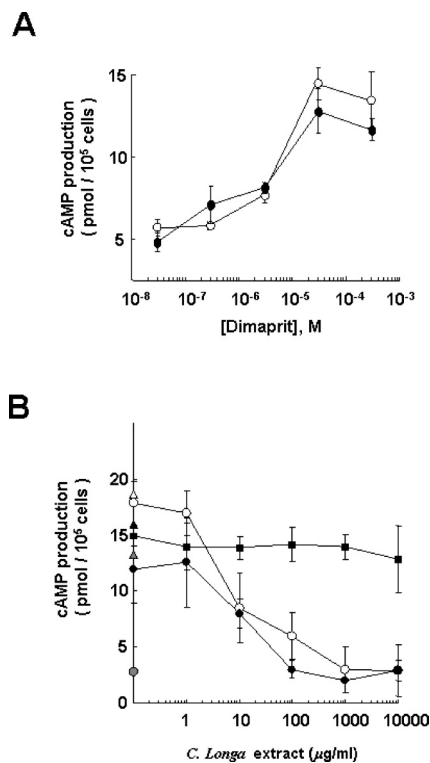 A
cAMP production
( pmol / 10⁵ cells )
15
10
5
10⁻⁸ 10⁻⁷ 10⁻⁶ 10⁻⁵ 10⁻⁴ 10⁻³
[Dimaprit], M
B
cAMP production
( pmol / 10⁵ cells)
20
15
10
5
0
1 10 100 1000 10000
C. Longa extract (μg/ml)